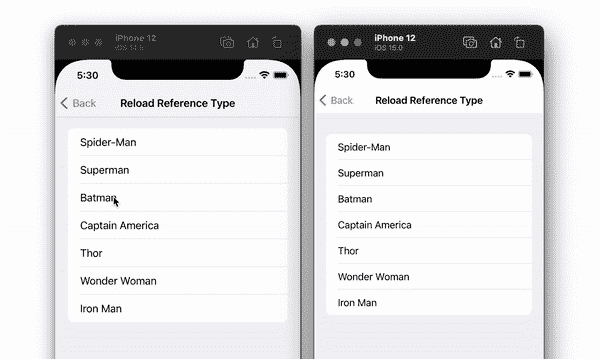 iPhone 12
iOS 14.5
5:30
Back
Reload Reference Type
Spider-Man
Superman
Batman
Captain America
Thor
Wonder Woman
Iron Man
iPhone 12
iOS 15.0
5:30
Back
Reload Reference Type
Spider-Man
Superman
Batman
Captain America
Thor
Wonder Woman
Iron Man